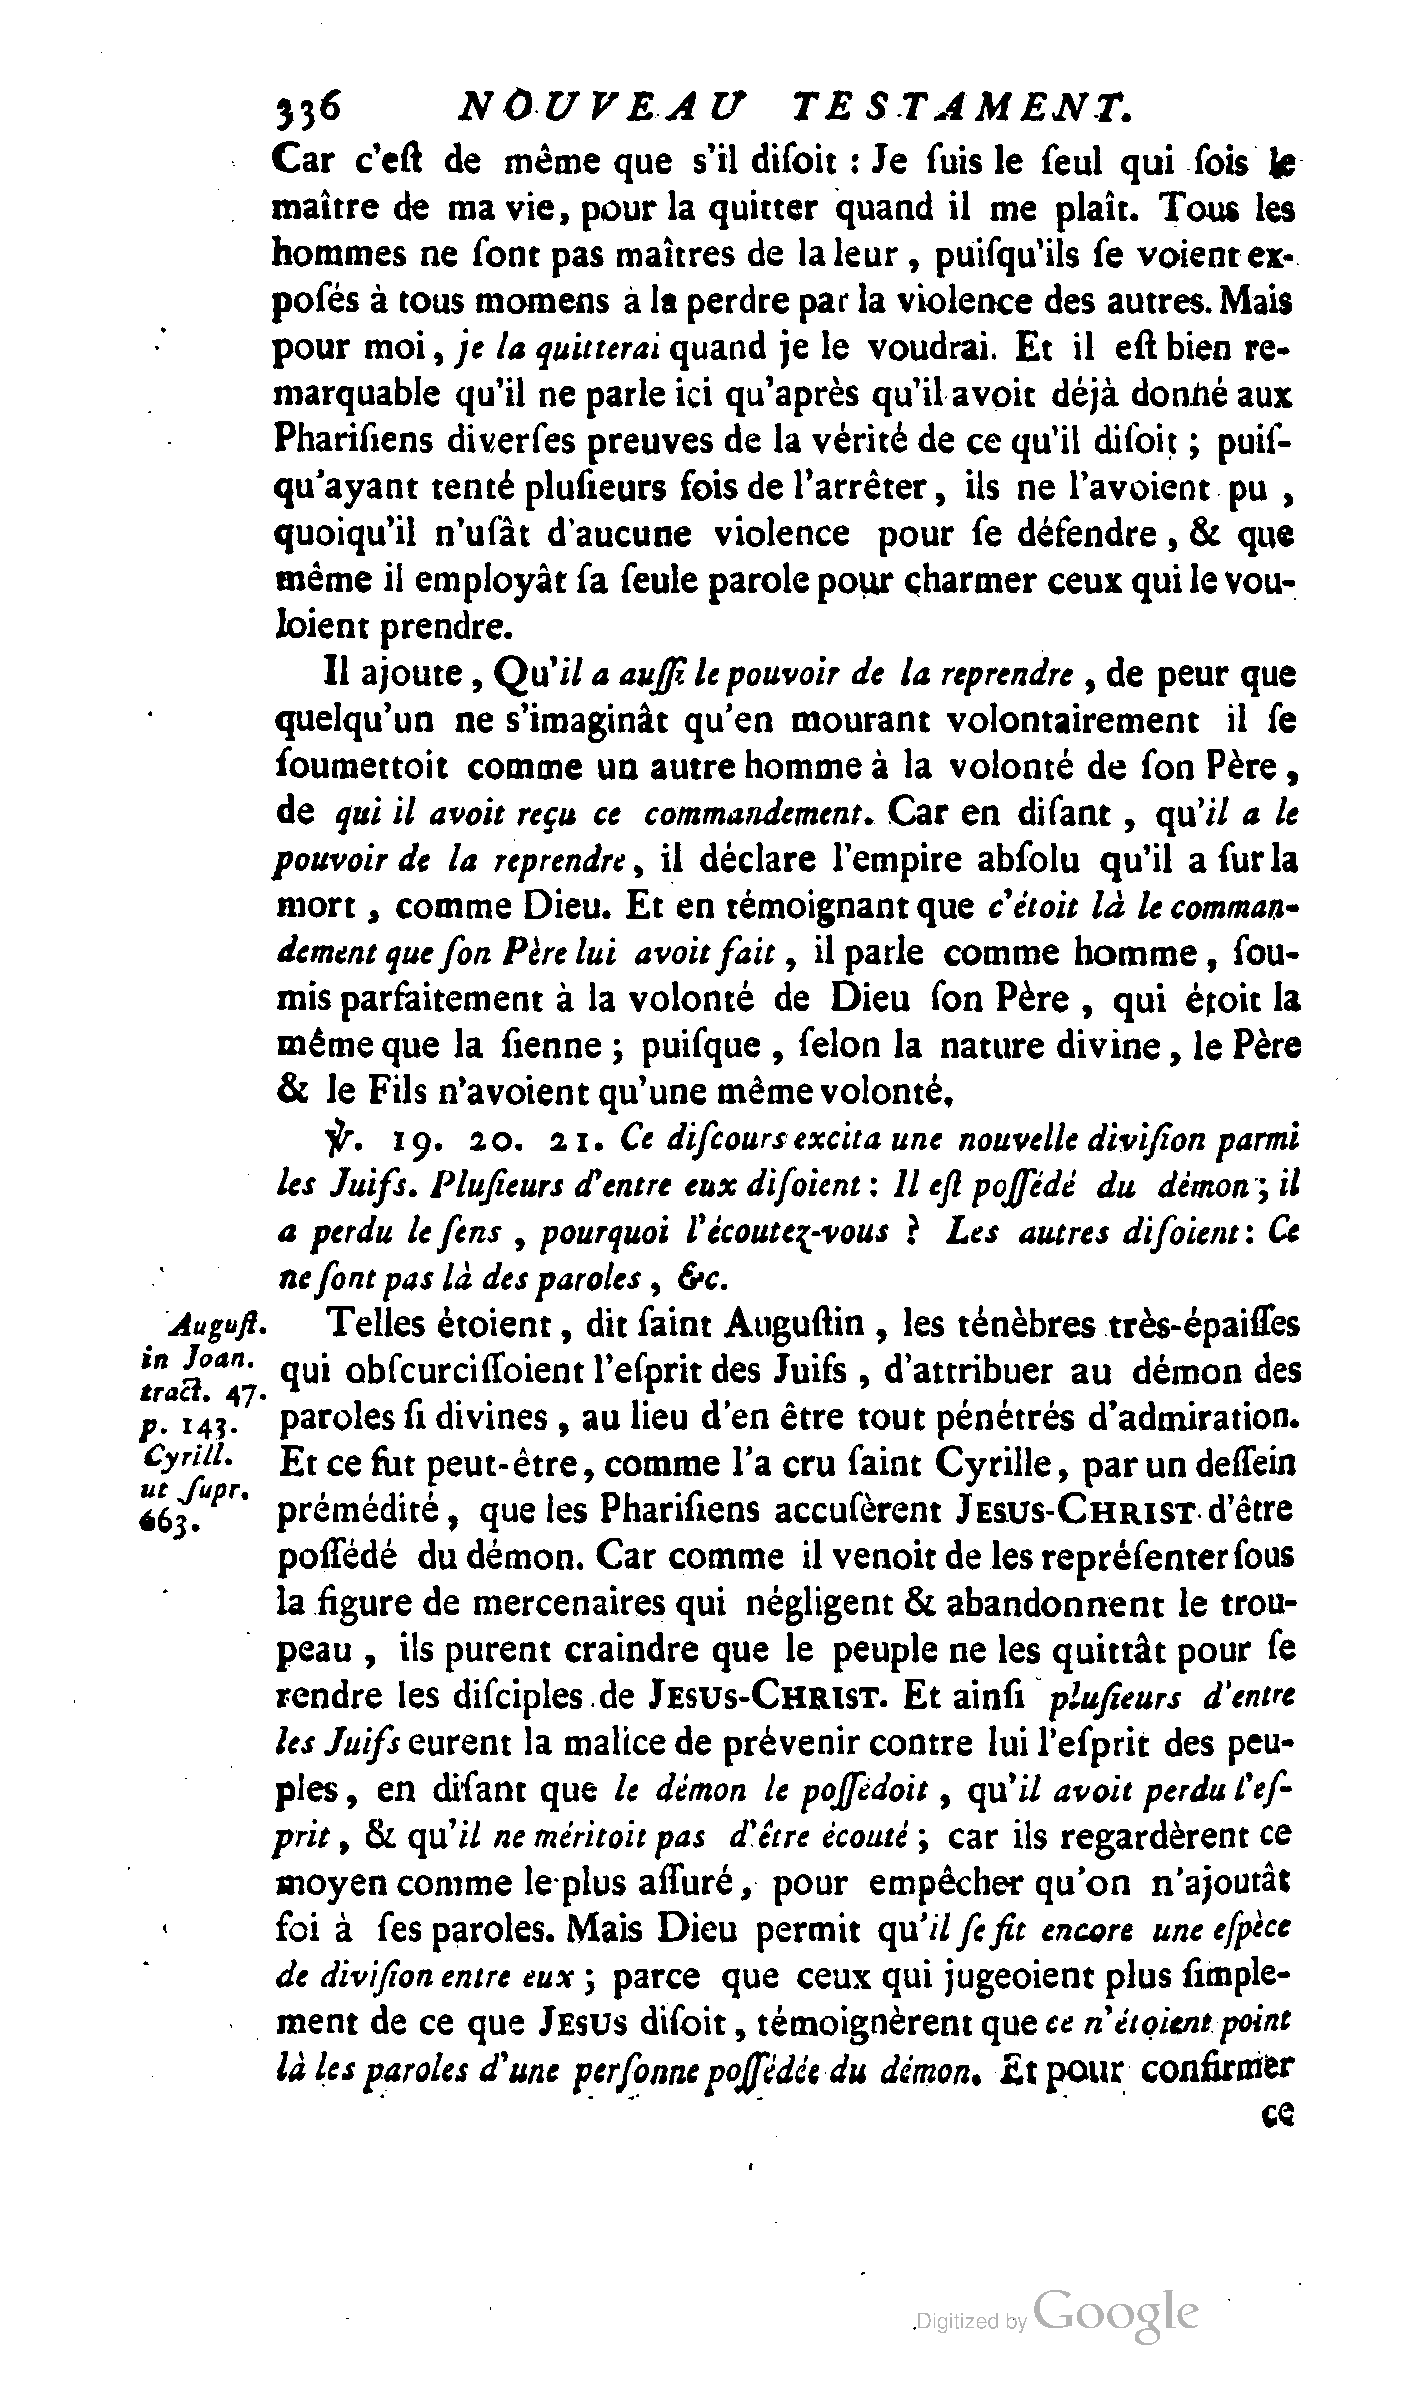 336 NOUVEAU TESTAMENT.
Car c'eſt de même que s'il diſoit : Je ſuis le ſeul qui ſois le
maître de ma vie, pour la quitter quand il me plaît. Tous les
hommes ne ſont pas maîtres de la leur, puiſqu'ils ſe voient ex-
poſés à tous momens à la perdre par la violence des autres. Mais
pour moi, je la quitterai quand je le voudrai. Et il eſt bien re-
marquable qu'il ne parle ici qu'après qu'il avoit déjà donné aux
Phariſiens diverſes preuves de la vérité de ce qu'il diſoit ; puiſ-
qu'ayant tenté pluſieurs fois de l'arrêter, ils ne l'avoient pu,
quoiqu'il n'uſât d'aucune violence pour ſe défendre, & que
même il employât ſa ſeule parole pour charmer ceux qui le vou-
loient prendre.
Il ajoute, Qu'il a auſſi le pouvoir de la reprendre, de peur que
quelqu'un ne s'imaginât qu'en mourant volontairement il ſe
ſoumettoit comme un autre homme à la volonté de ſon Père,
de qui il avoit reçu ce commandement. Car en diſant, qu'il a le
pouvoir de la reprendre, il déclare l'empire abſolu qu'il a ſur la
mort, comme Dieu. Et en témoignant que c'étoit là le comman-
dement que ſon Père lui avoit fait, il parle comme homme, ſou-
mis parfaitement à la volonté de Dieu ſon Père, qui étoit la
même que la ſienne ; puiſque, ſelon la nature divine, le Père
& le Fils n'avoient qu'une même volonté.
℣. 19. 20. 21. Ce diſcours excita une nouvelle diviſion parmi
les Juifs. Pluſieurs d'entre eux diſoient : Il eſt poſſédé du démon ; il
a perdu le ſens, pourquoi l'écoutez-vous ? Les autres diſoient : Ce
ne ſont pas là des paroles, &c.
Auguſt.
in Joan.
tract. 47.
p. 143.
Cyrill.
ut ſupr.
663.
Telles étoient, dit ſaint Auguſtin, les ténèbres très-épaiſſes
qui obſcurciſſoient l'eſprit des Juifs, d'attribuer au démon des
paroles ſi divines, au lieu d'en être tout pénétrés d'admiration.
Et ce fut peut-être, comme l'a cru ſaint Cyrille, par un deſſein
prémédité, que les Phariſiens accuſèrent JESUS-CHRIST d'être
poſſédé du démon. Car comme il venoit de les repréſenter ſous
la figure de mercenaires qui négligent & abandonnent le trou-
peau, ils purent craindre que le peuple ne les quittât pour ſe
rendre les diſciples de JESUS-CHRIST. Et ainſi pluſieurs d'entre
les Juifs eurent la malice de prévenir contre lui l'eſprit des peu-
ples, en diſant que le démon le poſſédoit, qu'il avoit perdu l'eſ-
prit, & qu'il ne méritoit pas d'être écouté ; car ils regardèrent ce
moyen comme le plus aſſuré, pour empêcher qu'on n'ajoutât
foi à ſes paroles. Mais Dieu permit qu'il ſe fit encore une eſpèce
de diviſion entre eux ; parce que ceux qui jugeoient plus ſimple-
ment de ce que JESUS diſoit, témoignèrent que ce n'étoient point
là les paroles d'une perſonne poſſédée du démon. Et pour confirmer
ce
Digitized by Google